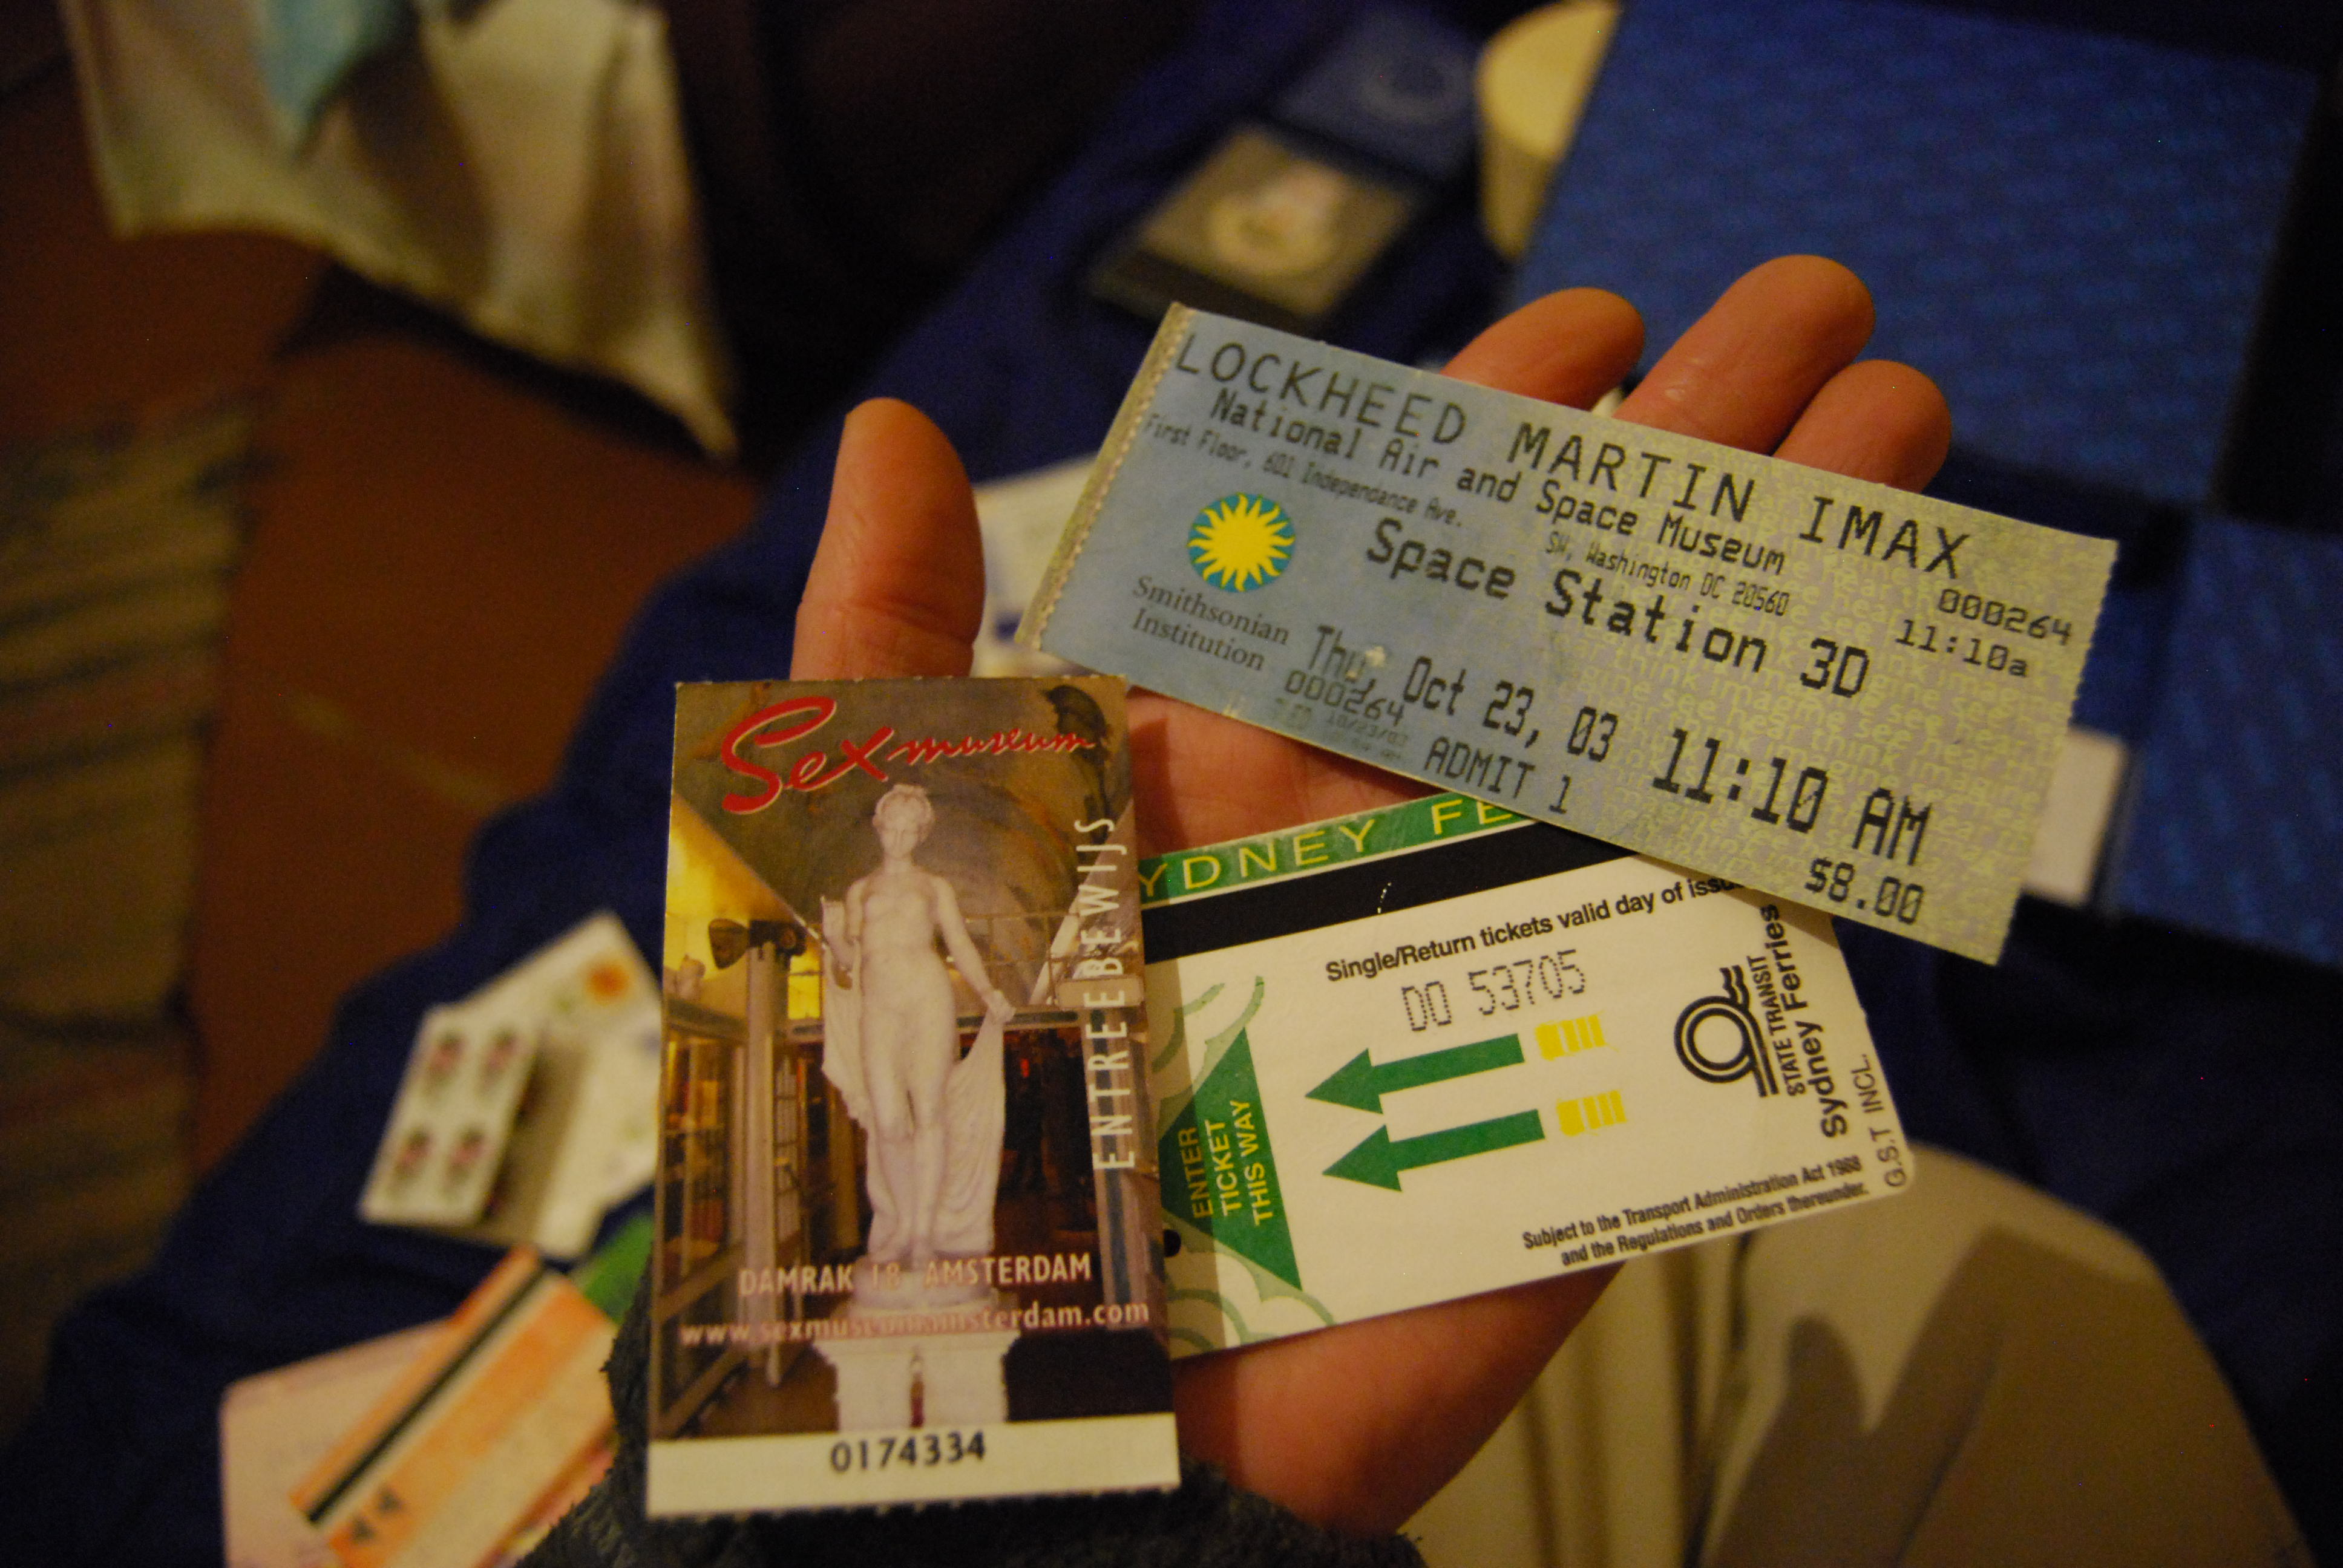 LOCKHEED MARTIN IMAX
National Air and Space Museum
First Floor, 601 Independance Ave.
SW, Washington DC 20560
000264
Space Station 3D
11:10a
Smithsonian
Institution
Thu, Oct 23, 03 11:10 AM
000264
10/23/03
ADMIT 1
$8.00
Sex museum
ENTREEBEWIJS
DAMRAK 18 AMSTERDAM
www.sexmuseumamsterdam.com
0174334
YDNEY FE
Single/Return tickets valid day of issu
DO 53705
ENTER
TICKET
THIS WAY
STATE TRANSIT
Sydney Ferries
G.S.T INCL.
Subject to the Transport Administration Act 1988
and the Regulations and Orders thereunder.